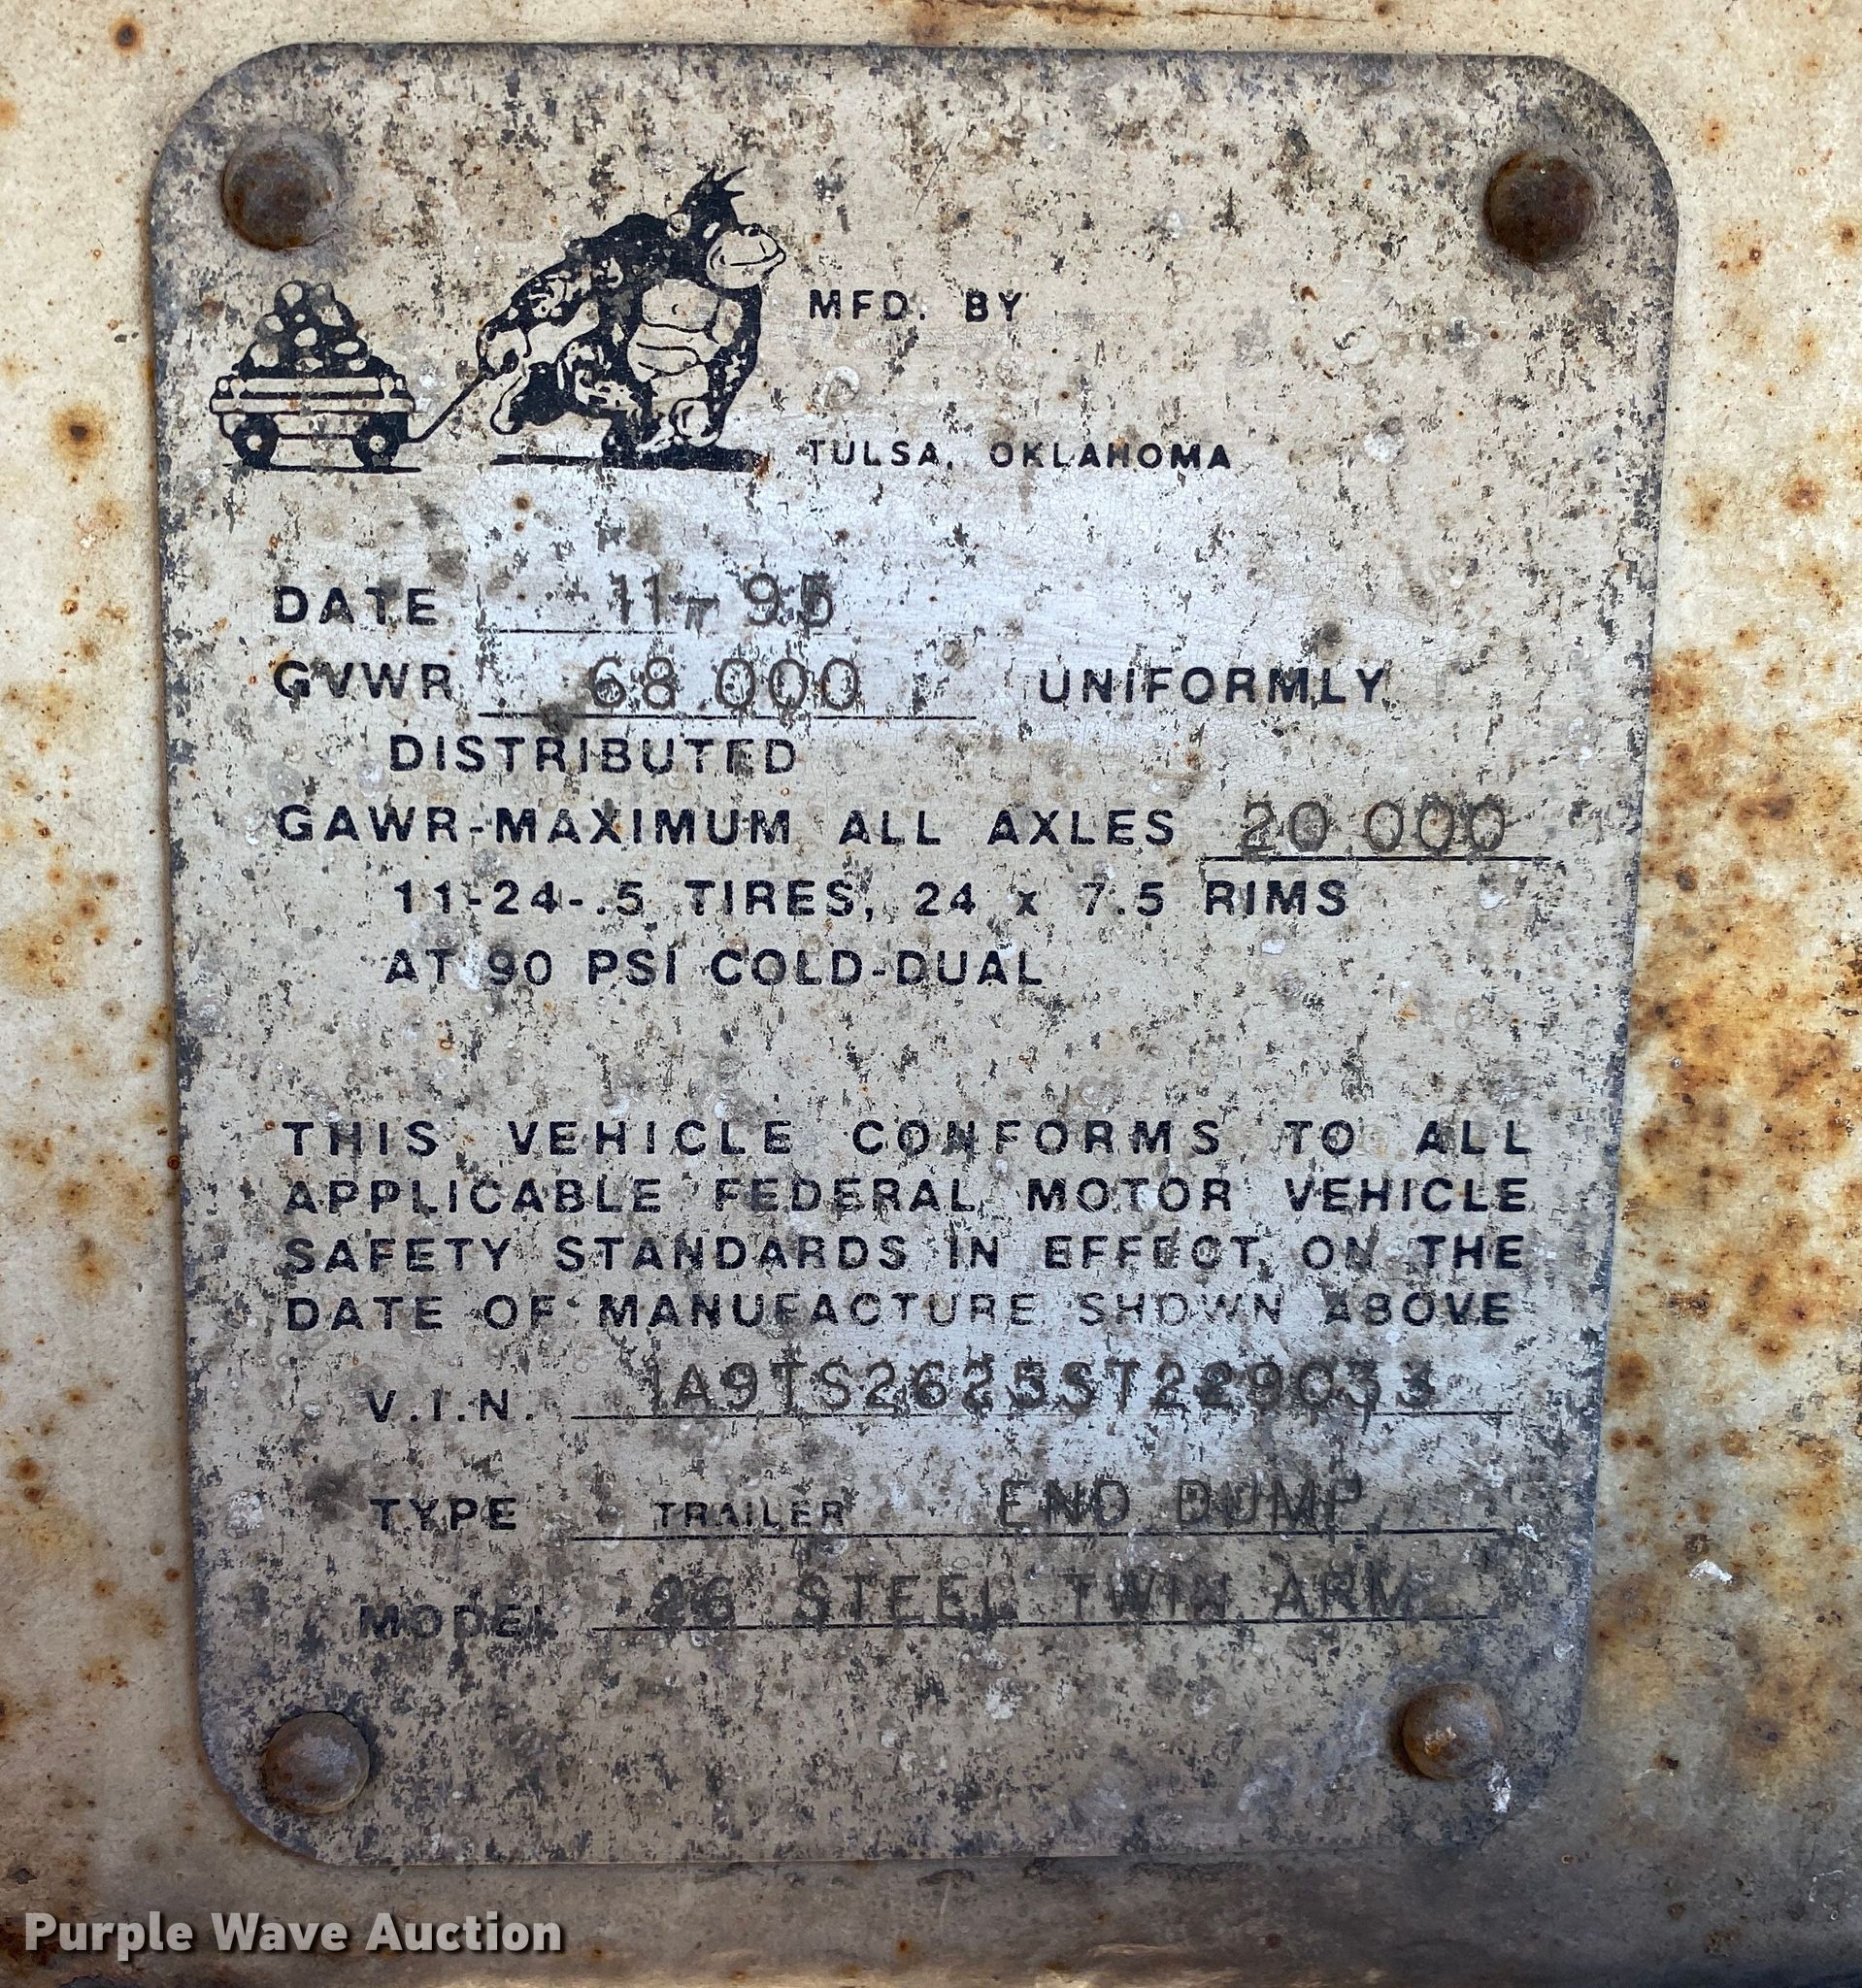 MFD. BY
TULSA, OKLAHOMA
DATE 11-95
GVWR 68 000 UNIFORMLY
DISTRIBUTED
GAWR-MAXIMUM ALL AXLES 20 000
11-24-.5 TIRES, 24 x 7.5 RIMS
AT 90 PSI COLD-DUAL
THIS VEHICLE CONFORMS TO ALL
APPLICABLE FEDERAL MOTOR VEHICLE
SAFETY STANDARDS IN EFFECT ON THE
DATE OF MANUFACTURE SHOWN ABOVE
V.I.N. 1A9TS2625ST229033
TYPE TRAILER END DUMP
MODEL 26 STEEL TWIN ARM
Purple Wave Auction